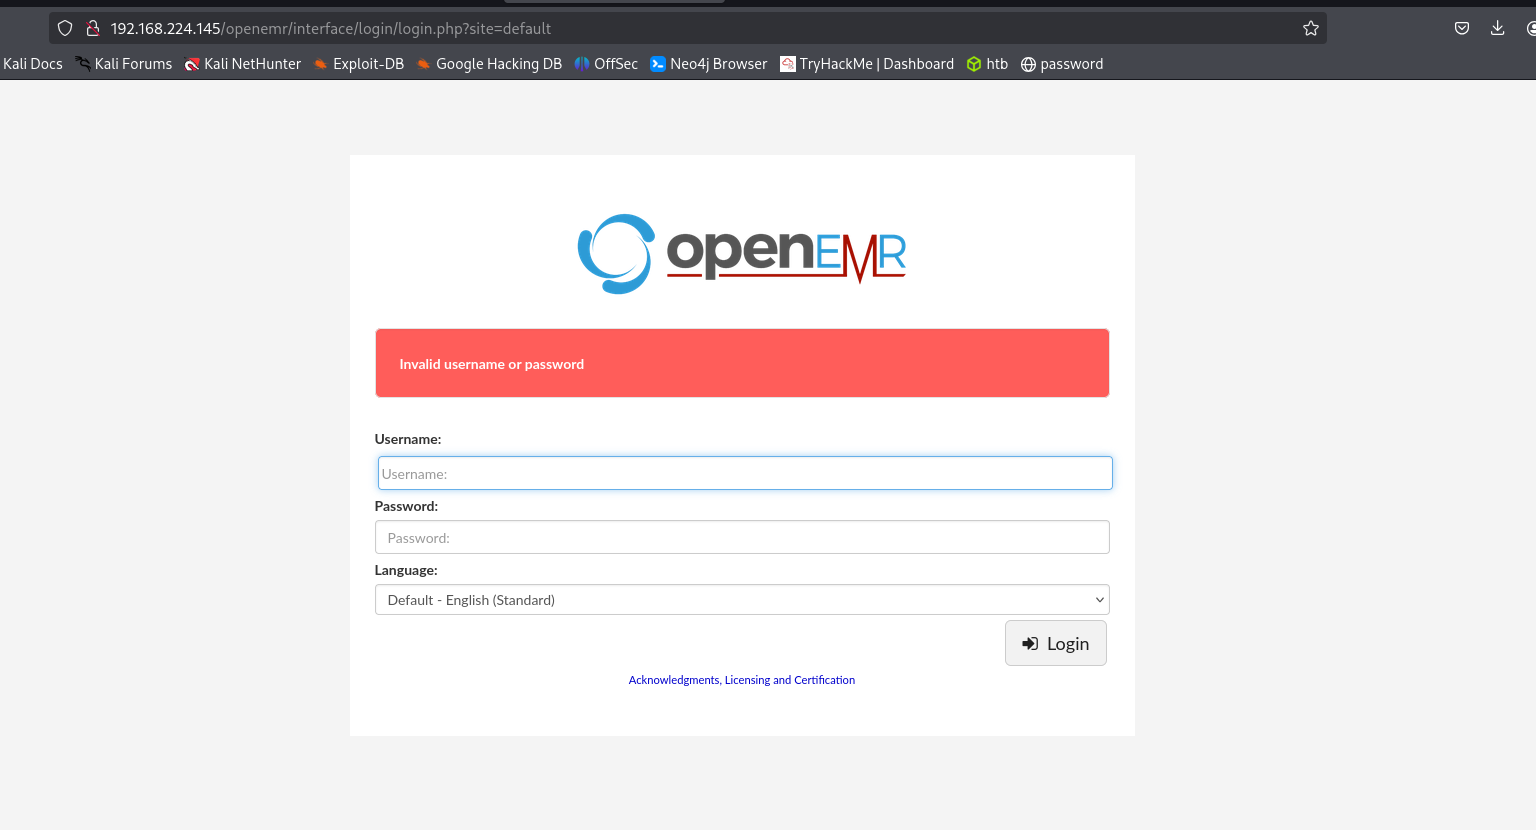 192.168.224.145/openemr/interface/login/login.php?site=default
Kali Docs Kali Forums Kali NetHunter Exploit-DB Google Hacking DB OffSec Neo4j Browser TryHackMe | Dashboard htb password
openEMR
Invalid username or password
Username:
Username:
Password:
Password:
Language:
Default - English (Standard)
Login
Acknowledgments, Licensing and Certification